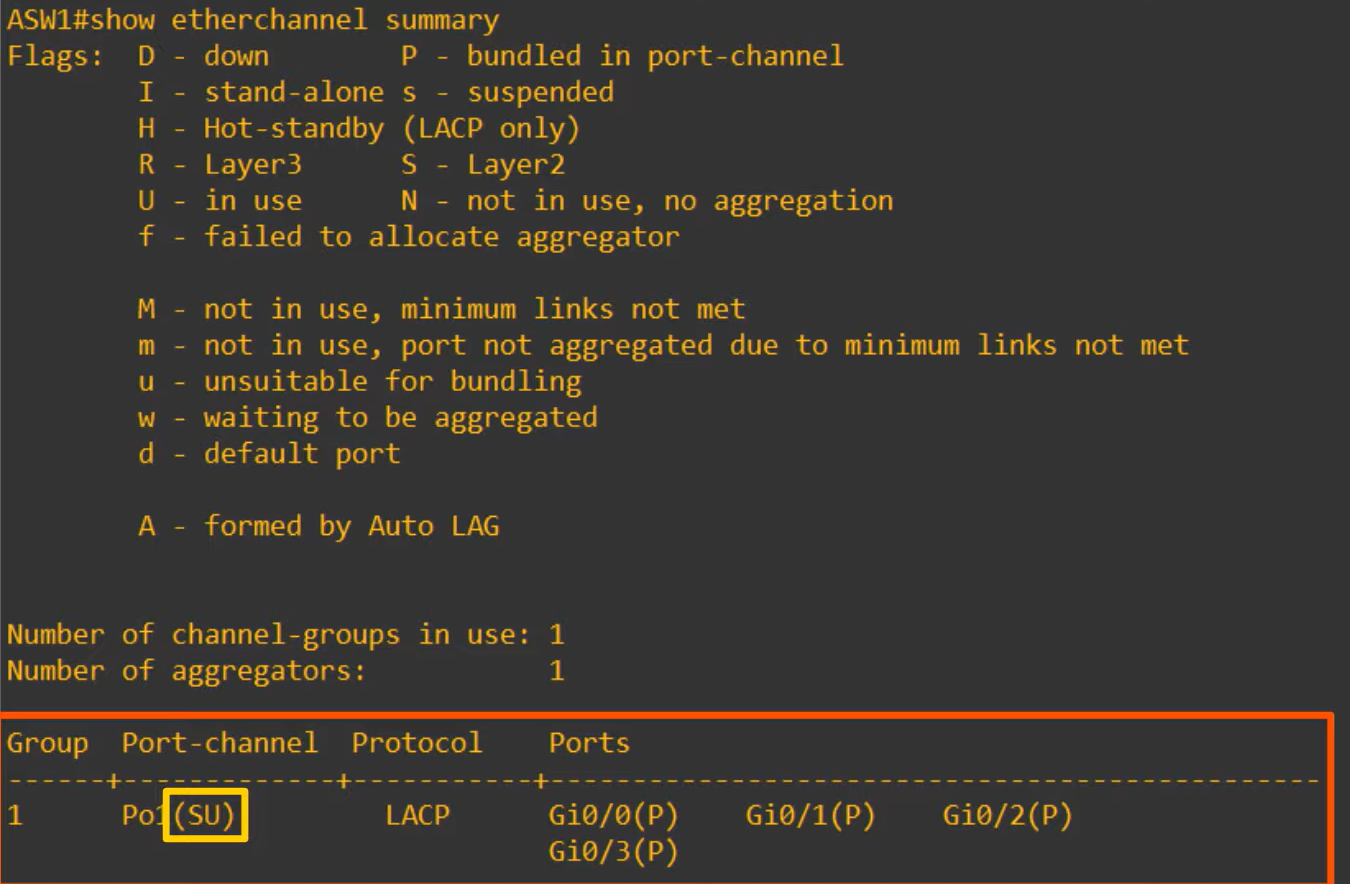 ASW1#show etherchannel summary
Flags:  D - down        P - bundled in port-channel
        I - stand-alone s - suspended
        H - Hot-standby (LACP only)
        R - Layer3      S - Layer2
        U - in use      N - not in use, no aggregation
        f - failed to allocate aggregator

        M - not in use, minimum links not met
        m - not in use, port not aggregated due to minimum links not met
        u - unsuitable for bundling
        w - waiting to be aggregated
        d - default port

        A - formed by Auto LAG

Number of channel-groups in use: 1
Number of aggregators:           1

Group  Port-channel  Protocol    Ports
------+-------------+-----------+-----------------------------------------------
1      Po1(SU)         LACP      Gi0/0(P)    Gi0/1(P)    Gi0/2(P)
                                 Gi0/3(P)